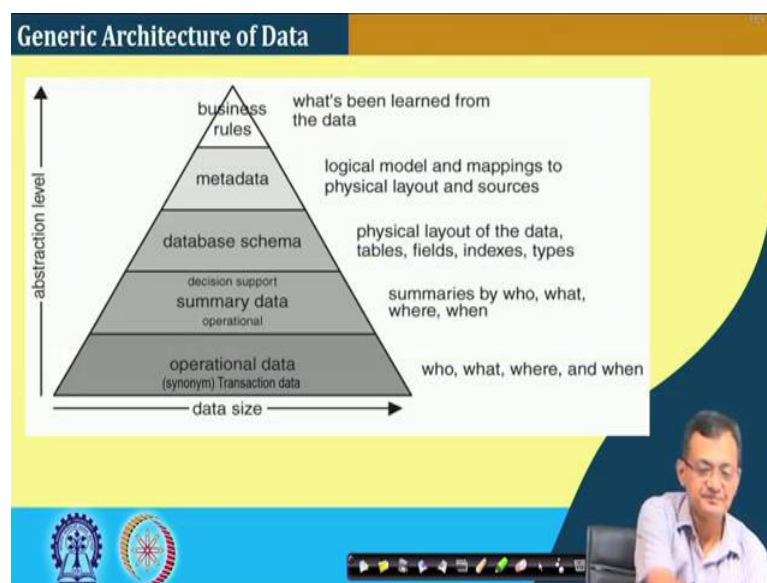 Generic Architecture of Data
business
rules
what's been learned from
the data
metadata
logical model and mappings to
physical layout and sources
database schema
physical layout of the data,
tables, fields, indexes, types
decision support
summary data
operational
summaries by who, what,
where, when
operational data
(synonym) Transaction data
who, what, where, and when
abstraction level
data size